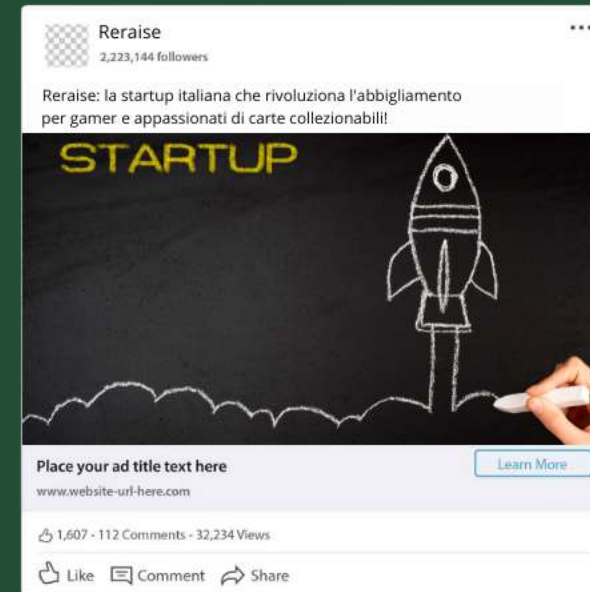 Reraise
2,223,144 followers
Reraise: la startup italiana che rivoluziona l'abbigliamento
per gamer e appassionati di carte collezionabili!
STARTUP
Place your ad title text here
Learn More
www.website-url-here.com
1,607 - 112 Comments - 32,234 Views
Like Comment Share